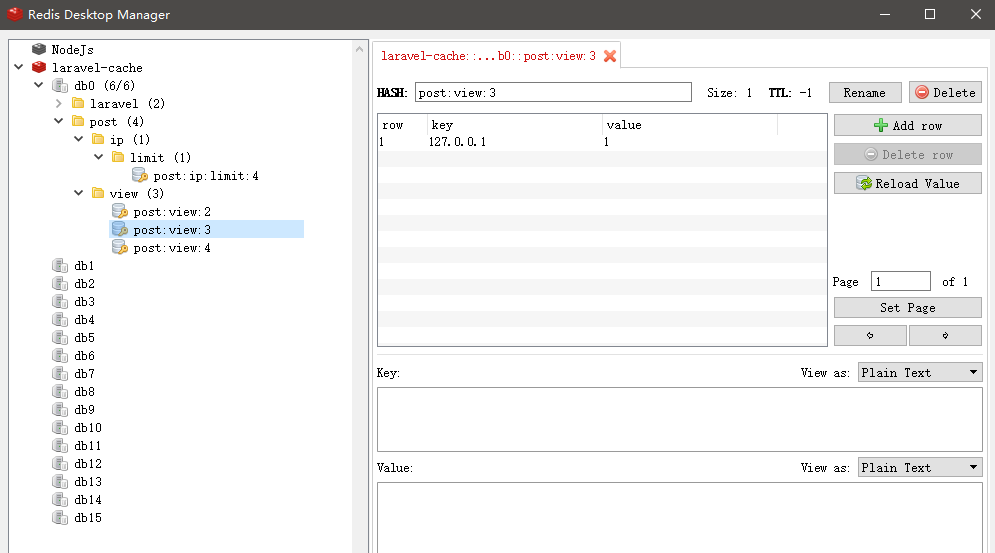 Redis Desktop Manager
NodeJs
laravel-cache
db0 (6/6)
laravel (2)
post (4)
ip (1)
limit (1)
post:ip:limit:4
view (3)
post:view:2
post:view:3
post:view:4
db1
db2
db3
db4
db5
db6
db7
db8
db9
db10
db11
db12
db13
db14
db15
laravel-cache::...b0::post:view:3
HASH: post:view:3 Size: 1 TTL: -1 Rename Delete
row key value
1 127.0.0.1 1
Add row
Delete row
Reload Value
Page 1 of 1
Set Page
Key: View as: Plain Text
Value: View as: Plain Text